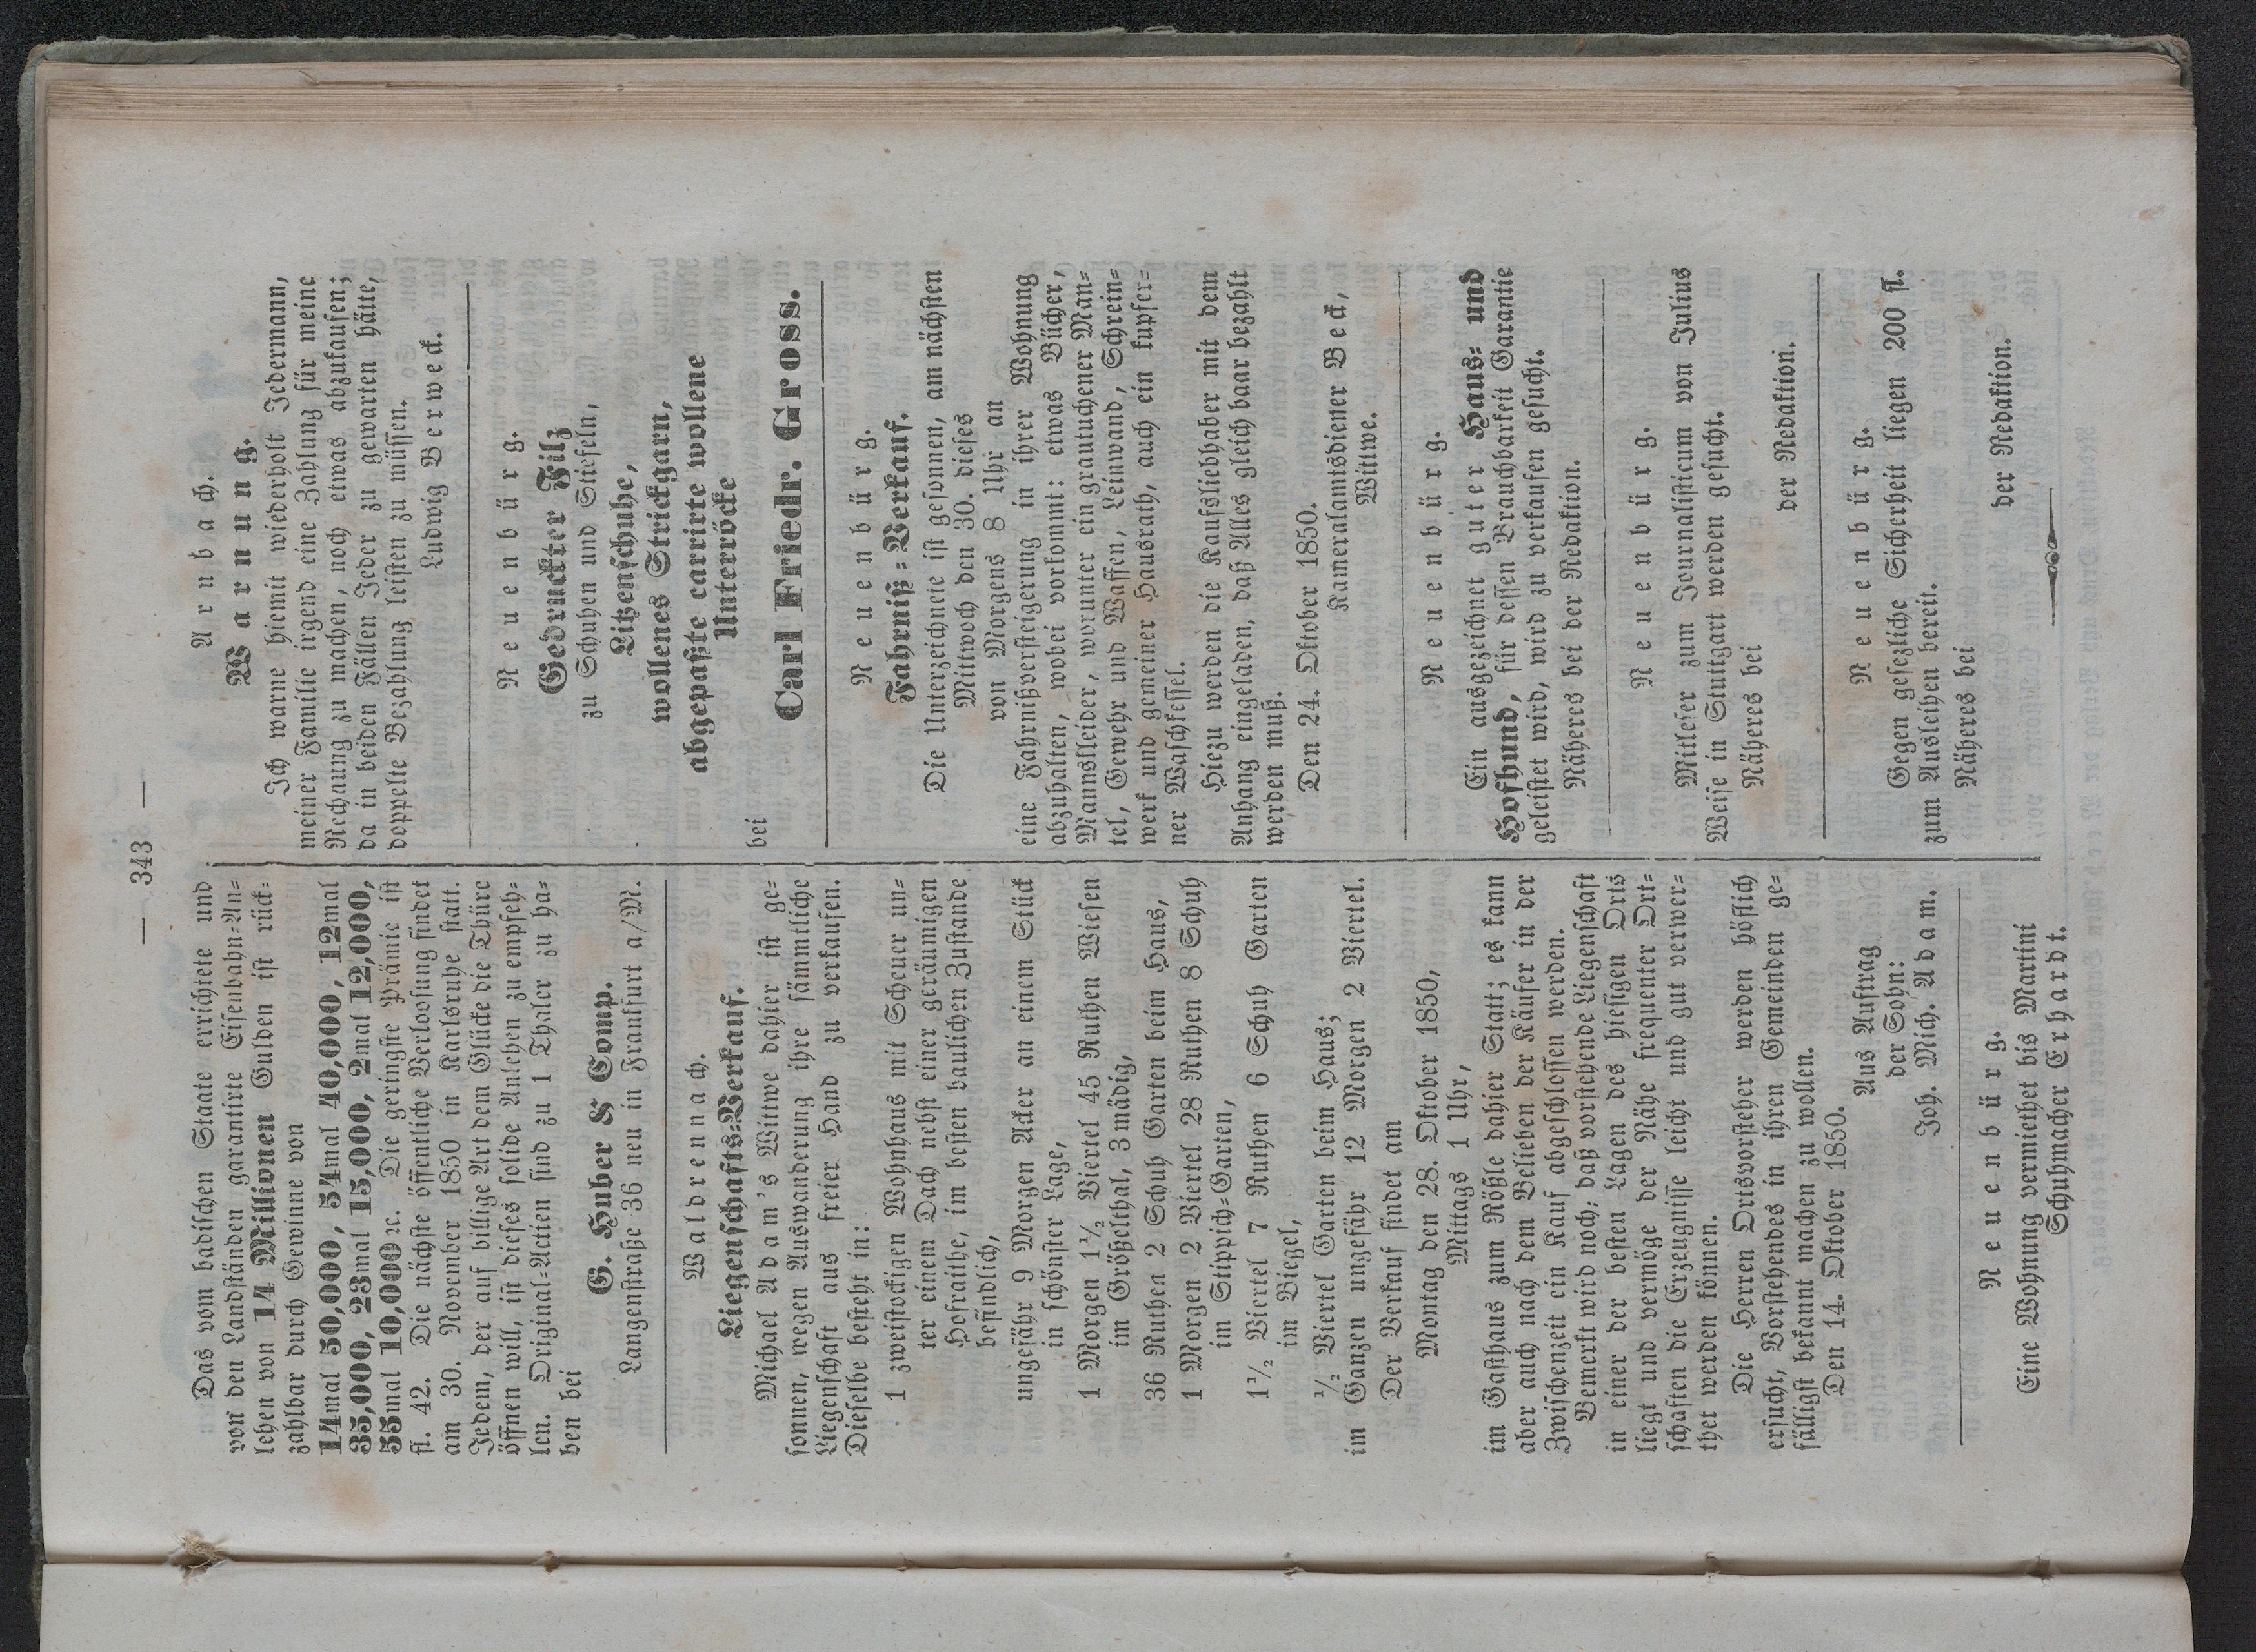 — 343 —
Das vom badischen Staate errichtete und
von den Landständen garantirte Eisenbahn-An-
lehen von 14 Millionen Gulden ist rück-
zahlbar durch Gewinne von
14mal 50,000, 54mal 40,000, 12mal
35,000, 23mal 15,000, 2mal 12,000,
55mal 10,000 ꝛc. Die geringste Prämie ist
fl. 42. Die nächste öffentliche Verloosung findet
am 30. November 1850 in Karlsruhe statt.
Jedem, der auf billige Art dem Glücke die Thüre
öffnen will, ist dieses solide Anlehen zu empfeh-
len. Original-Actien sind zu 1 Thaler zu ha-
ben bei
G. Huber & Comp.
Langenstraße 36 neu in Frankfurt a/M.
Waldrennach.
Liegenschafts-Verkauf.
Michael Adam's Wittwe dahier ist ge-
sonnen, wegen Auswanderung ihre sämmtliche
Liegenschaft aus freier Hand zu verkaufen.
Dieselbe besteht in:
1 zweistockigen Wohnhaus mit Scheuer un-
ter einem Dach nebst einer geräumigen
Hofraithe, im besten baulichen Zustande
befindlich,
ungefähr 9 Morgen Acker an einem Stück
in schönster Lage,
1 Morgen 1½ Viertel 45 Ruthen Wiesen
im Größelthal, 3 mädig,
36 Ruthen 2 Schuh Garten beim Haus,
1 Morgen 2 Viertel 28 Ruthen 8 Schuh
im Stippich-Garten,
1½ Viertel 7 Ruthen 6 Schuh Garten
im Biegel,
½ Viertel Garten beim Haus;
im Ganzen ungefähr 12 Morgen 2 Viertel.
Der Verkauf findet am
Montag den 28. Oktober 1850,
Mittags 1 Uhr,
im Gasthaus zum Rößle dahier Statt; es kann
aber auch nach dem Belieben der Käufer in der
Zwischenzeit ein Kauf abgeschlossen werden.
Bemerkt wird noch, daß vorstehende Liegenschaft
in einer der besten Lagen des hiesigen Orts
liegt und vermöge der Nähe frequenter Ort-
schaften die Erzeugnisse leicht und gut verwer-
thet werden können.
Die Herren Ortsvorsteher werden höflich
ersucht, Vorstehendes in ihren Gemeinden ge-
fälligst bekannt machen zu wollen.
Den 14. Oktober 1850.
Aus Auftrag
der Sohn:
Joh. Mich. Adam.
Neuenbürg.
Eine Wohnung vermiethet bis Martini
Schuhmacher Erhardt.
Arnbach.
Warnung.
Ich warne hiemit wiederholt Jedermann,
meiner Familie irgend eine Zahlung für meine
Rechnung zu machen, noch etwas abzukaufen;
da in beiden Fällen Jeder zu gewarten hätte,
doppelte Bezahlung leisten zu müssen.
Ludwig Berweck.
Neuenbürg.
Gedruckter Filz
zu Schuhen und Stiefeln,
Litzenschuhe,
wollenes Strickgarn,
abgepaßte carrirte wollene
Unterröcke
bei
Carl Friedr. Gross.
Neuenbürg.
Fahrniß-Verkauf.
Die Unterzeichnete ist gesonnen, am nächsten
Mittwoch den 30. dieses
von Morgens 8 Uhr an
eine Fahrnißversteigerung in ihrer Wohnung
abzuhalten, wobei vorkommt: etwas Bücher,
Mannskleider, worunter ein grautuchener Man-
tel, Gewehr und Waffen, Leinwand, Schrein-
werk und gemeiner Hausrath, auch ein kupfer-
ner Waschkessel.
Hiezu werden die Kaufsliebhaber mit dem
Anhang eingeladen, daß Alles gleich baar bezahlt
werden muß.
Den 24. Oktober 1850.
Kameralamtsdiener Beck,
Wittwe.
Neuenbürg.
Ein ausgezeichnet guter Haus- und
Hofhund, für dessen Brauchbarkeit Garantie
geleistet wird, wird zu verkaufen gesucht.
Näheres bei der Redaktion.
Neuenbürg.
Mitleser zum Journalisticum von Julius
Weise in Stuttgart werden gesucht.
Näheres bei
der Redaktion.
Neuenbürg.
Gegen gesezliche Sicherheit liegen 200 fl.
zum Ausleihen bereit.
Näheres bei
der Redaktion.